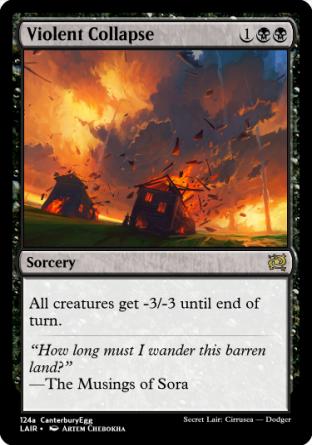 Violent Collapse 1
Sorcery
All creatures get -3/-3 until end of
turn.
“How long must I wander this barren
land?”
—The Musings of Sora
124a CanterburyEgg Secret Lair: Cirrusea — Dodger
LAIR • Artem Chebokha